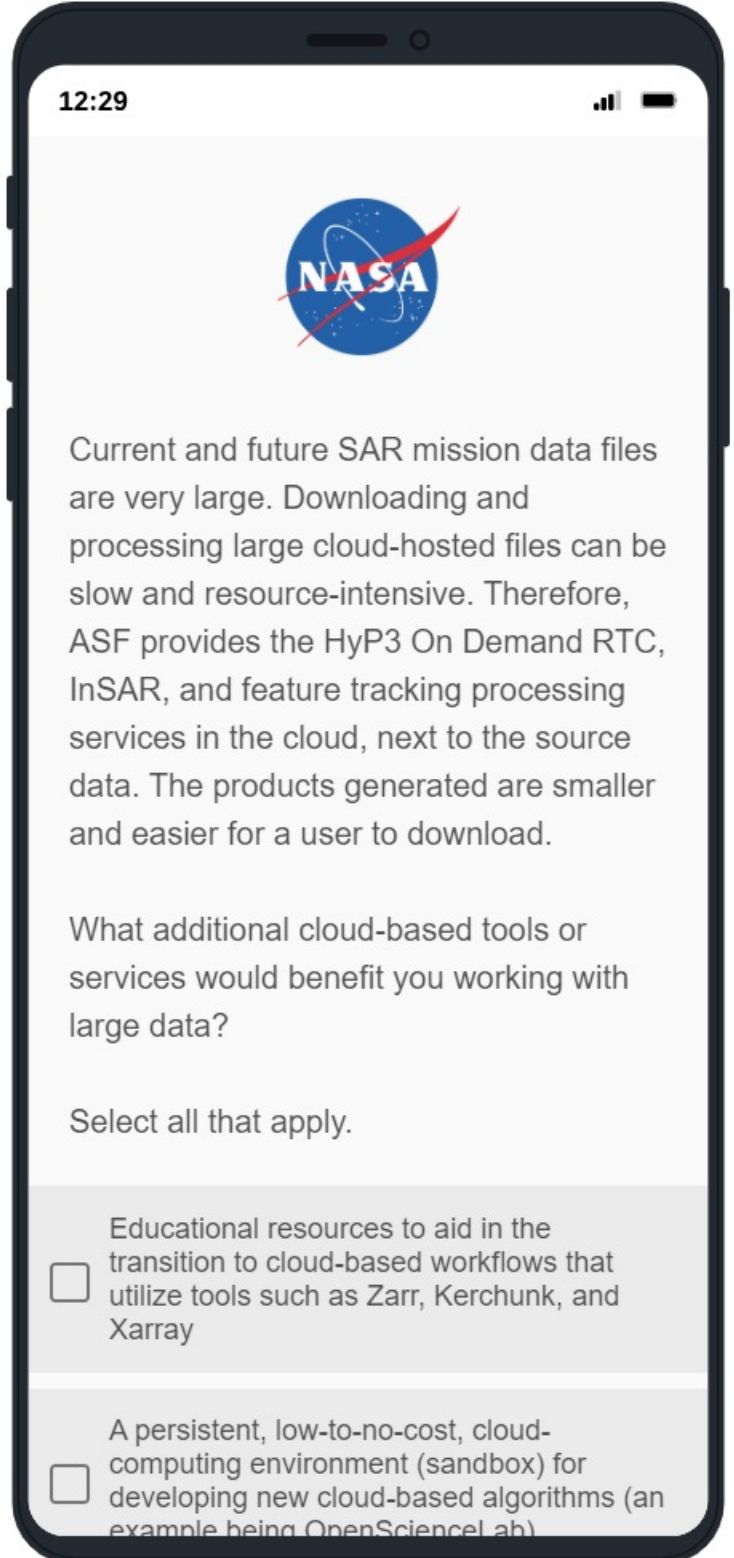 12:29
NASA
Current and future SAR mission data files
are very large. Downloading and
processing large cloud-hosted files can be
slow and resource-intensive. Therefore,
ASF provides the HyP3 On Demand RTC,
InSAR, and feature tracking processing
services in the cloud, next to the source
data. The products generated are smaller
and easier for a user to download.
What additional cloud-based tools or
services would benefit you working with
large data?
Select all that apply.
Educational resources to aid in the
transition to cloud-based workflows that
utilize tools such as Zarr, Kerchunk, and
Xarray
A persistent, low-to-no-cost, cloud-
computing environment (sandbox) for
developing new cloud-based algorithms (an
example being OpenScienceLab)